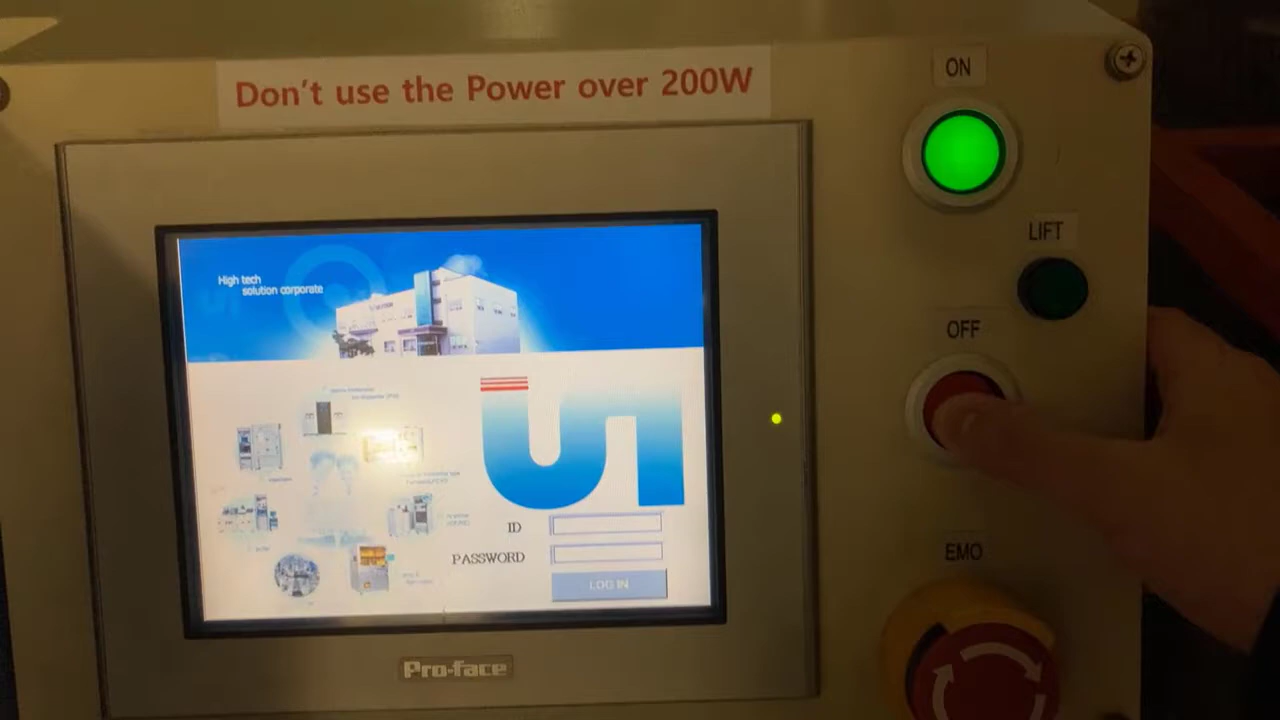 Don't use the Power over 200W
ON
High tech
solution corporate
LIFT
OFF
ID
PASSWORD
LOG IN
EMO
Pro-face